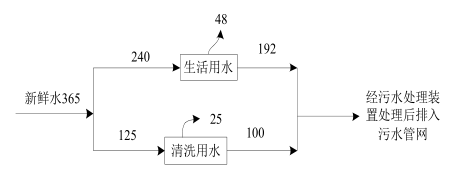 48
240
生活用水
192
新鲜水365
经污水处理装
置处理后排入
污水管网
25
125
清洗用水
100